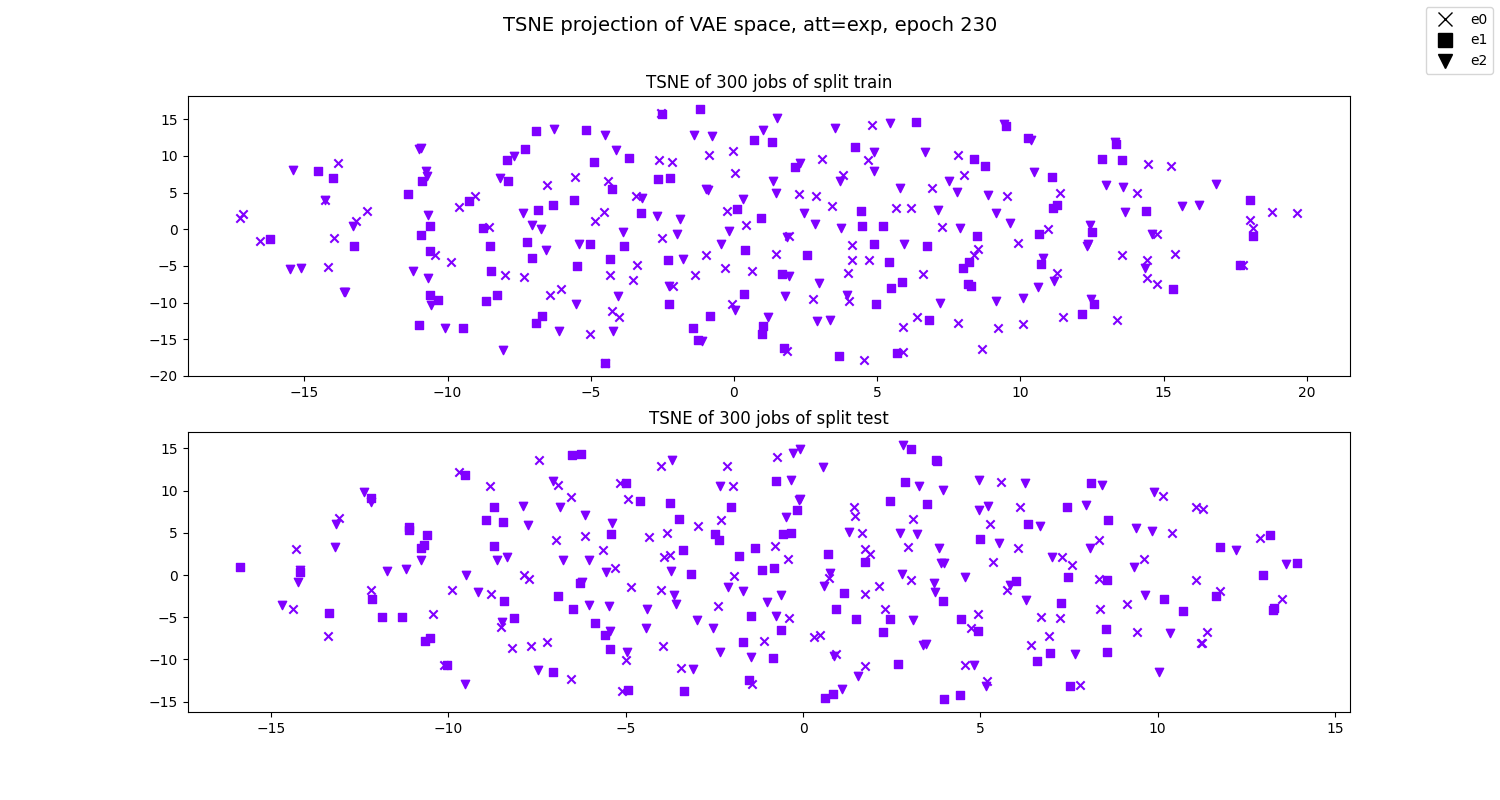 TSNE projection of VAE space, att=exp, epoch 230
e0
e1
e2
TSNE of 300 jobs of split train
15
10
5
0
−5
−10
−15
−20
−15 −10 −5 0 5 10 15 20
TSNE of 300 jobs of split test
15
10
5
0
−5
−10
−15
−15 −10 −5 0 5 10 15